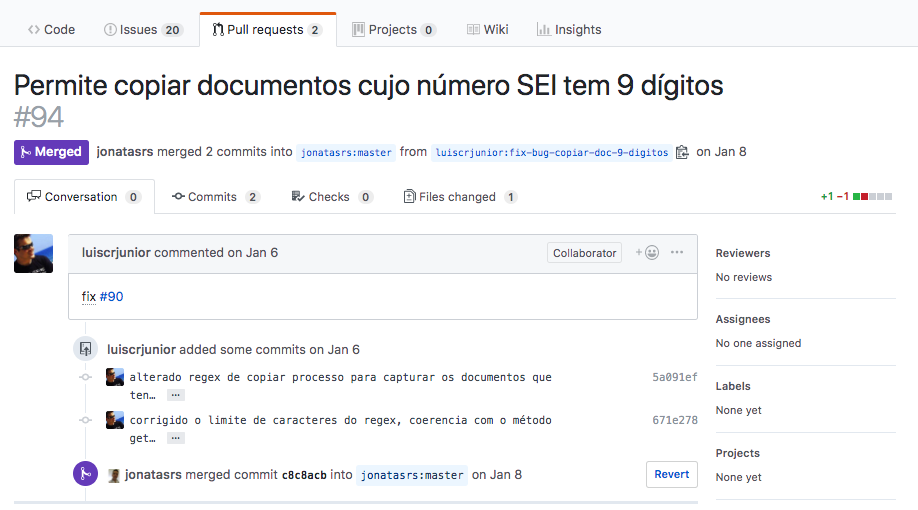 Code Issues 20 Pull requests 2 Projects 0 Wiki Insights
Permite copiar documentos cujo número SEI tem 9 dígitos
#94
Merged jonatasrs merged 2 commits into jonatasrs:master from luiscrjunior:fix-bug-copiar-doc-9-digitos on Jan 8
Conversation 0 Commits 2 Checks 0 Files changed 1 +1 −1
luiscrjunior commented on Jan 6 Collaborator + ...
fix #90
luiscrjunior added some commits on Jan 6
alterado regex de copiar processo para capturar os documentos que 5a091ef
ten… …
corrigido o limite de caracteres do regex, coerencia com o método 671e278
get… …
jonatasrs merged commit c8c8acb into jonatasrs:master on Jan 8 Revert
Reviewers
No reviews
Assignees
No one assigned
Labels
None yet
Projects
None yet